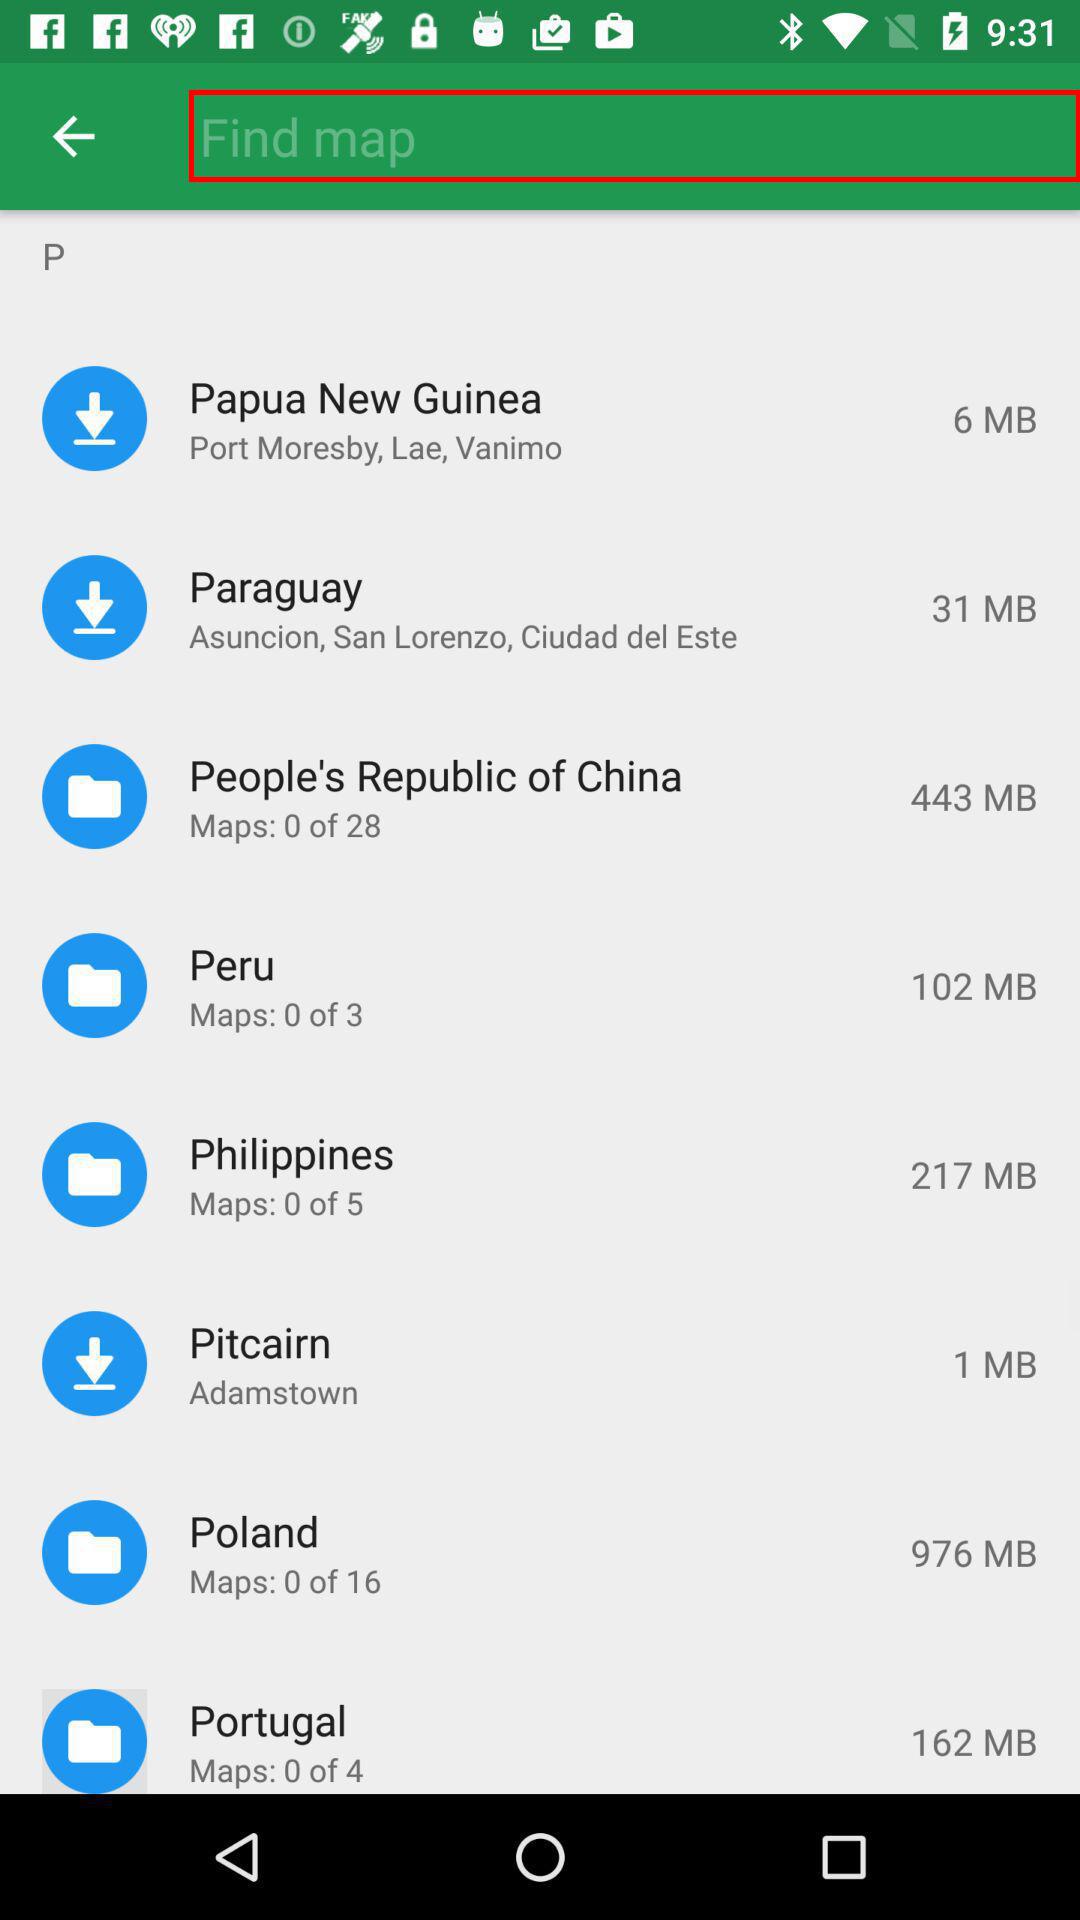 FAKE
9:31
Find map
P
Papua New Guinea
Port Moresby, Lae, Vanimo
6 MB
Paraguay
Asuncion, San Lorenzo, Ciudad del Este
31 MB
People's Republic of China
Maps: 0 of 28
443 MB
Peru
Maps: 0 of 3
102 MB
Philippines
Maps: 0 of 5
217 MB
Pitcairn
Adamstown
1 MB
Poland
Maps: 0 of 16
976 MB
Portugal
Maps: 0 of 4
162 MB